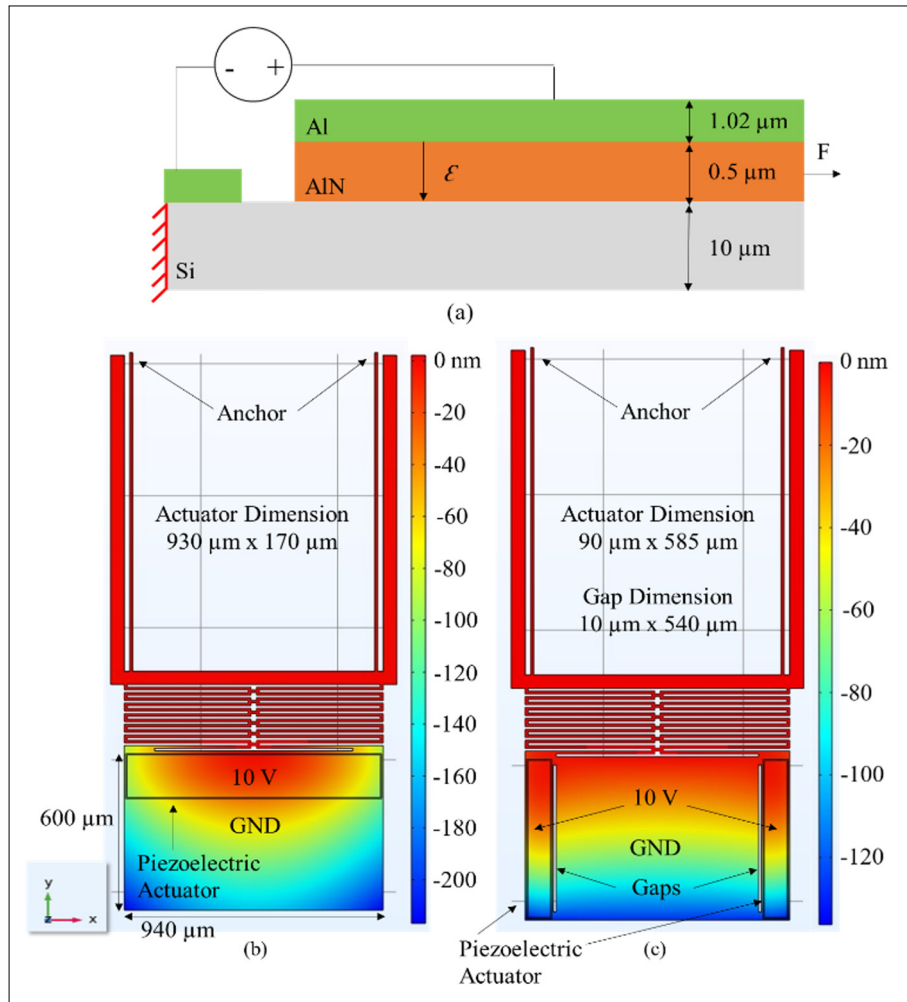 - +
Al
1.02 µm
F
ℰ
0.5 µm
AlN
10 µm
Si
(a)
0 nm
Anchor
-20
-40
Actuator Dimension
930 µm x 170 µm
-60
-80
-100
-120
-140
10 V
-160
600 µm
GND
-180
Piezoelectric
Actuator
-200
y
z x
940 µm
(b)
0 nm
Anchor
-20
Actuator Dimension
90 µm x 585 µm
-40
Gap Dimension
10 µm x 540 µm
-60
-80
10 V
-100
GND
Gaps
-120
Piezoelectric
Actuator
(c)